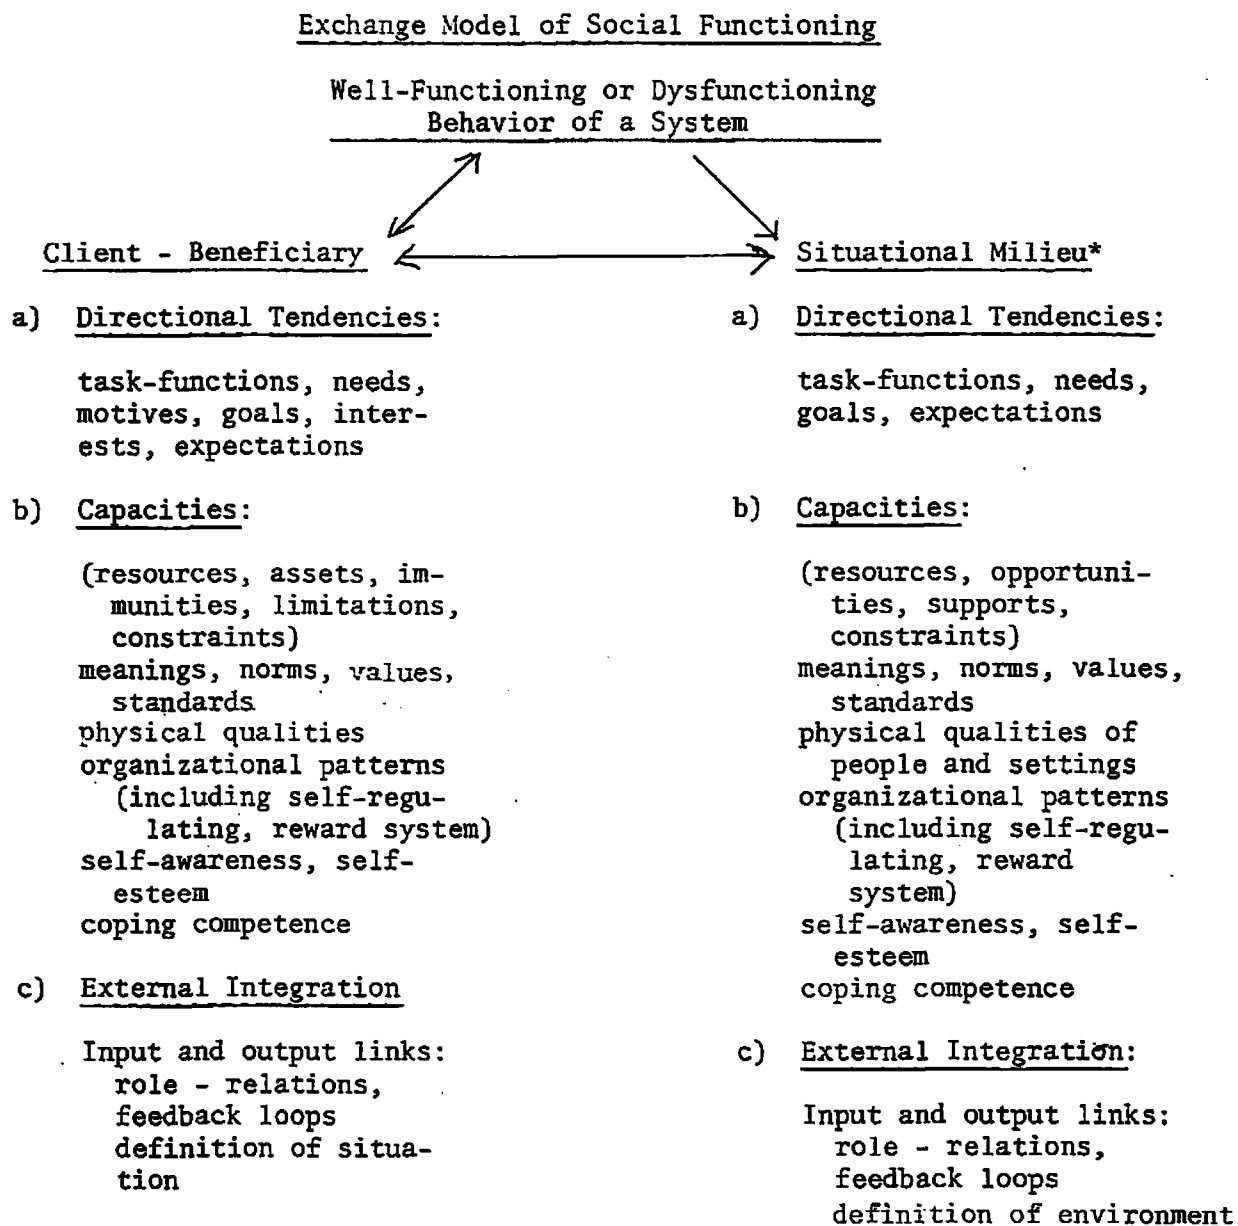 Exchange Model of Social Functioning
Well-Functioning or Dysfunctioning
Behavior of a System
Client - Beneficiary
a) Directional Tendencies:
task-functions, needs,
motives, goals, inter-
ests, expectations
b) Capacities:
(resources, assets, im-
munities, limitations,
constraints)
meanings, norms, values,
standards
physical qualities
organizational patterns
(including self-regu-
lating, reward system)
self-awareness, self-
esteem
coping competence
c) External Integration
Input and output links:
role - relations,
feedback loops
definition of situa-
tion
Situational Milieu*
a) Directional Tendencies:
task-functions, needs,
goals, expectations
b) Capacities:
(resources, opportuni-
ties, supports,
constraints)
meanings, norms, values,
standards
physical qualities of
people and settings
organizational patterns
(including self-regu-
lating, reward
system)
self-awareness, self-
esteem
coping competence
c) External Integration:
Input and output links:
role - relations,
feedback loops
definition of environment